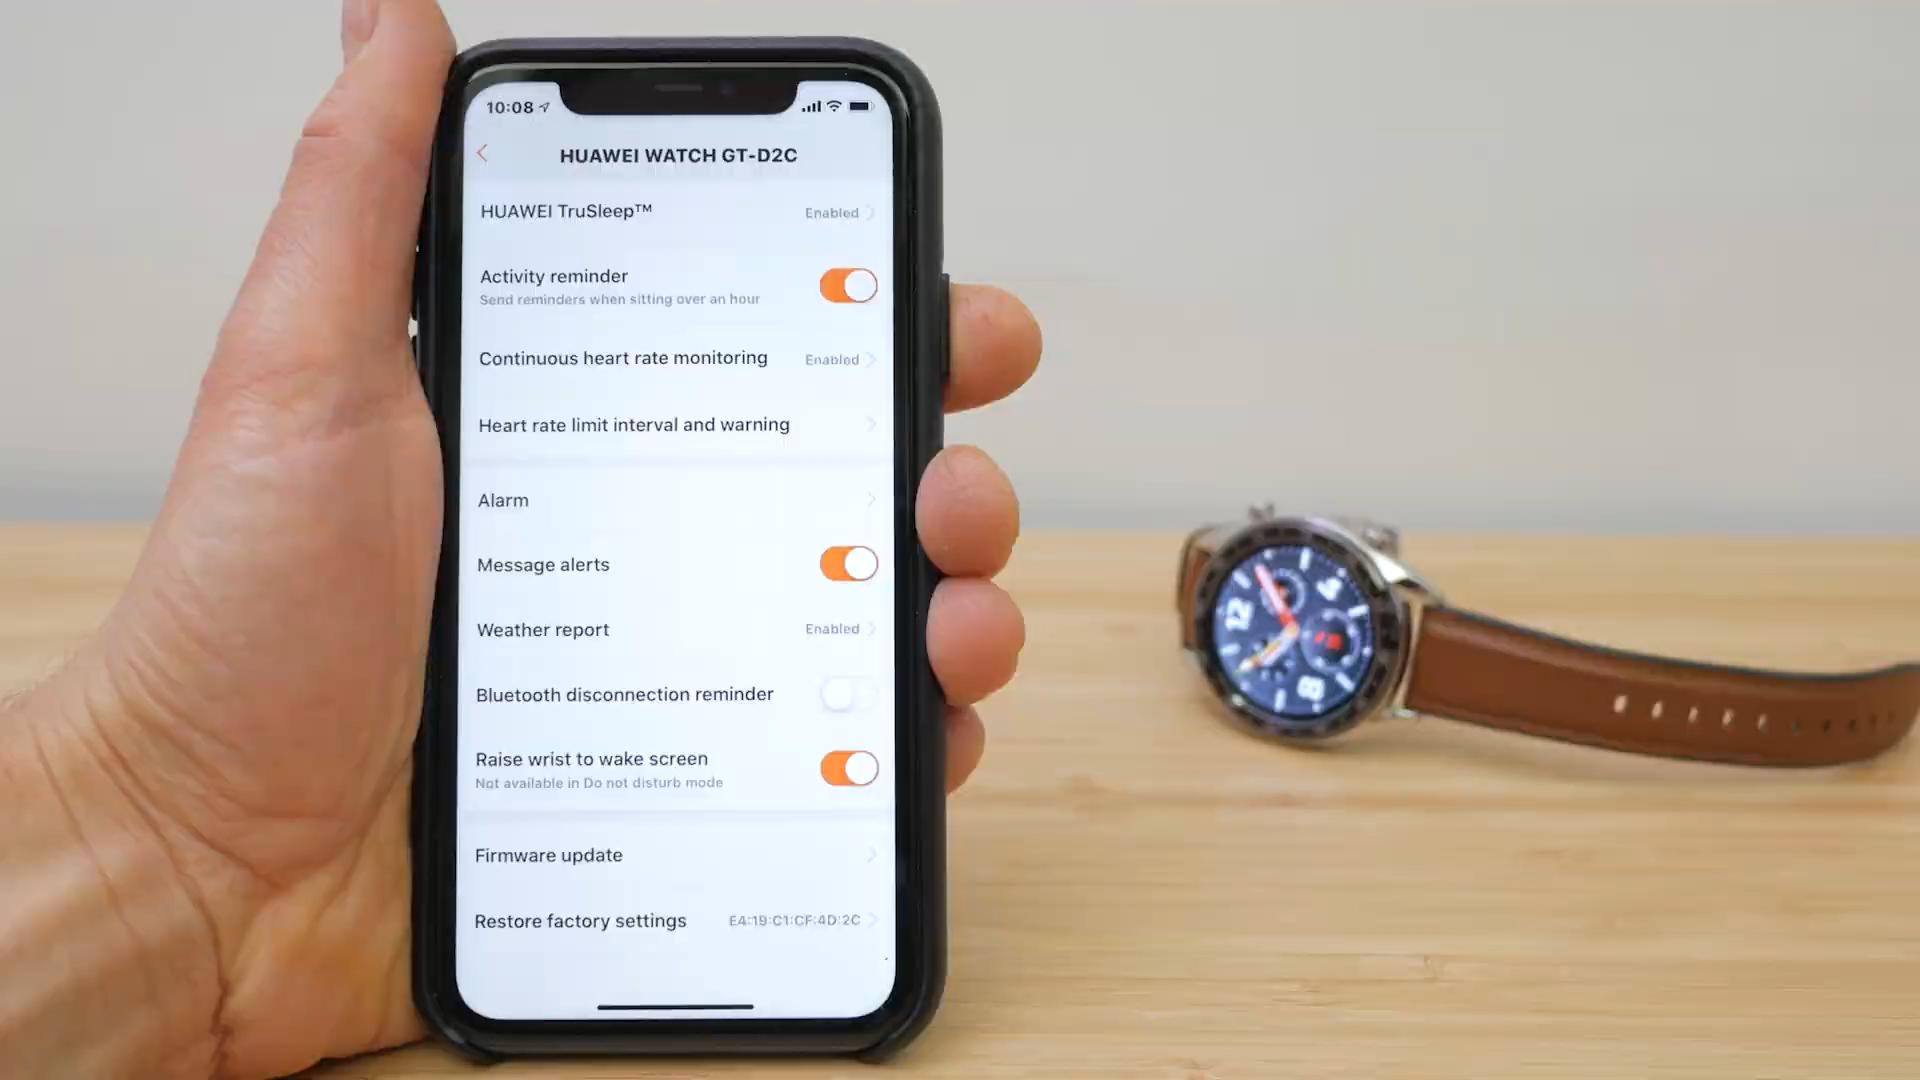 10:08
HUAWEI WATCH GT-D2C
HUAWEI TruSleep™ Enabled
Activity reminder
Send reminders when sitting over an hour
Continuous heart rate monitoring Enabled
Heart rate limit interval and warning
Alarm
Message alerts
Weather report Enabled
Bluetooth disconnection reminder
Raise wrist to wake screen
Not available in Do not disturb mode
Firmware update
Restore factory settings E4:19:C1:CF:4D:2C
12
4
8